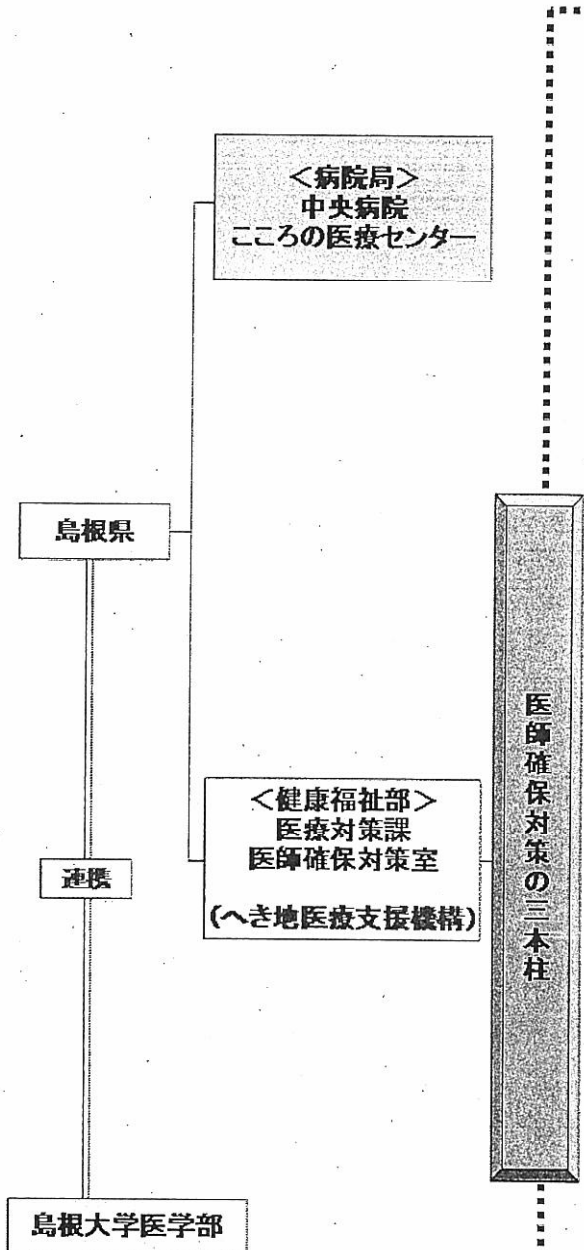 ＜病院局＞
中央病院
こころの医療センター
島根県
＜健康福祉部＞
医療対策課
医師確保対策室
(へき地医療支援機構)
医師確保対策の三本柱
連携
島根大学医学部